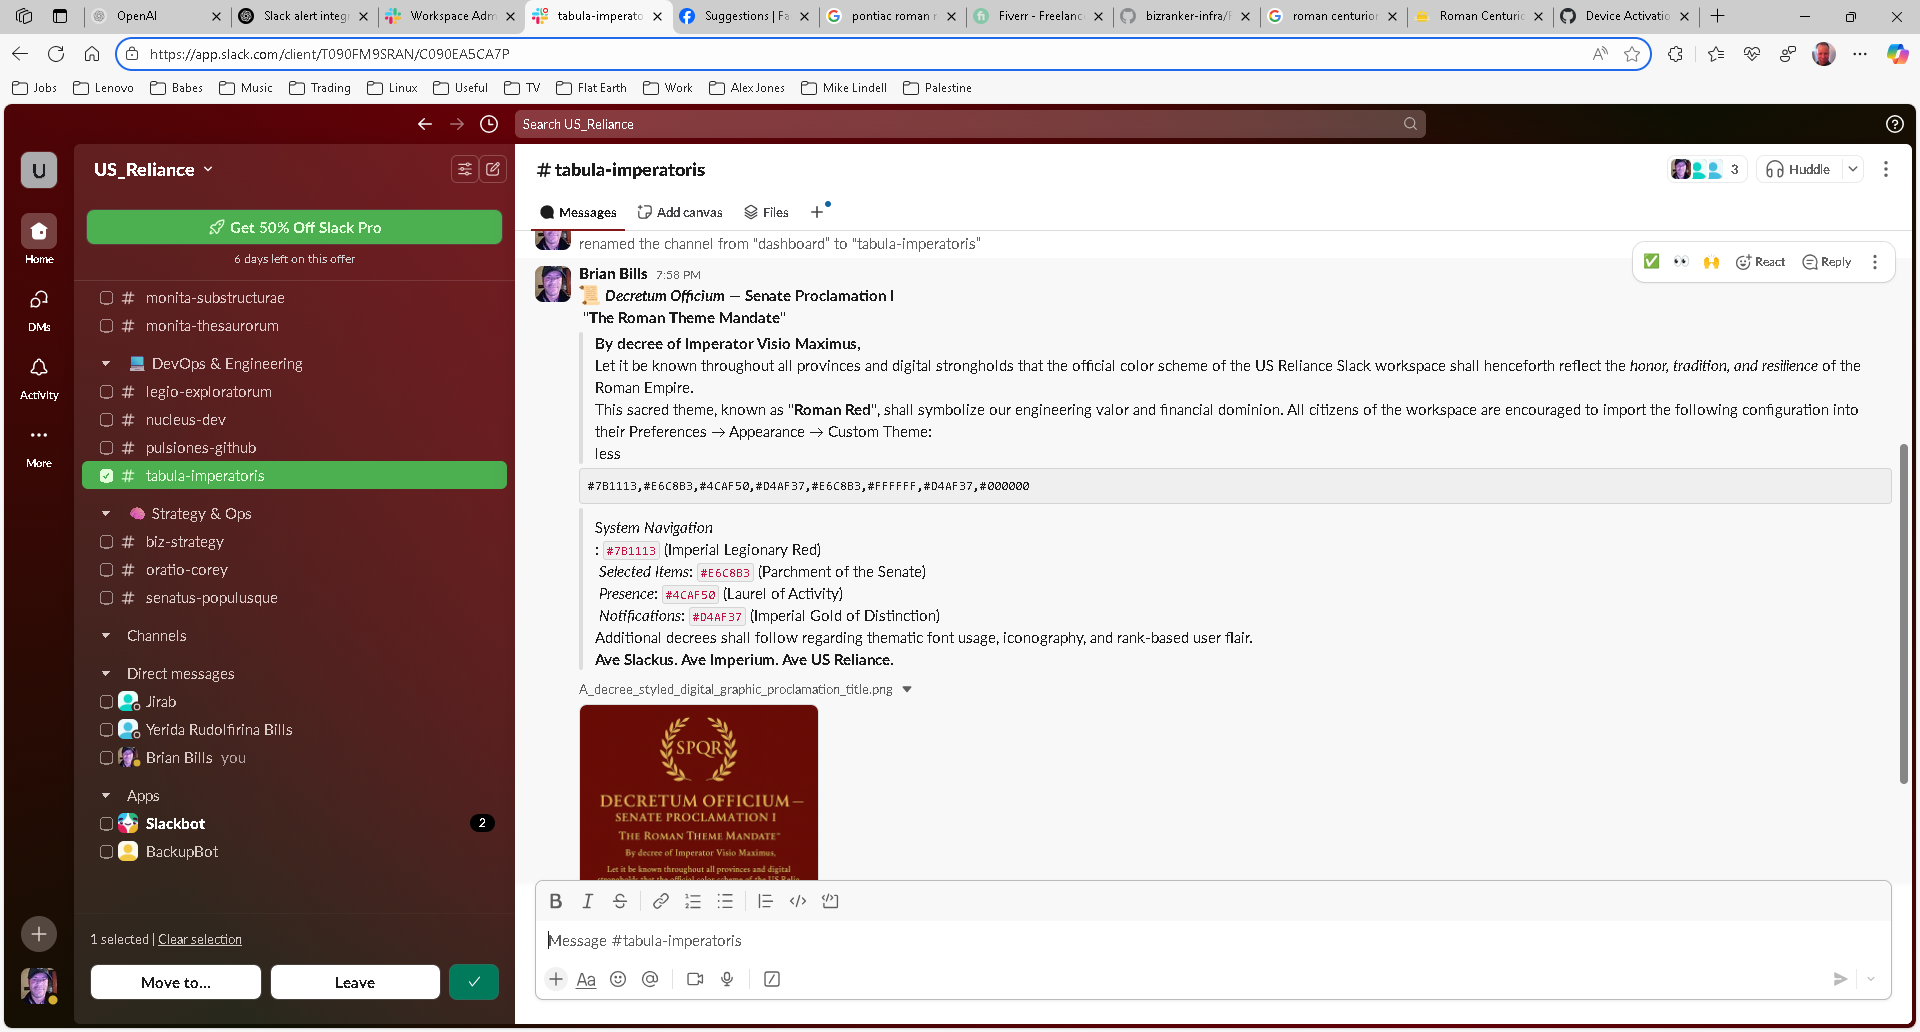 OpenAI
Slack alert integr
Workspace Adm
tabula-imperato
Suggestions | Fa
pontiac roman r
Fiverr - Freelanc
bizranker-infra/
roman centurion
Roman Centuric
Device Activatio
https://app.slack.com/client/T090FM9SRAN/C090EA5CA7P
Jobs
Lenovo
Babes
Music
Trading
Linux
Useful
TV
Flat Earth
Work
Alex Jones
Mike Lindell
Palestine
Search US_Reliance
U
US_Reliance
Get 50% Off Slack Pro
6 days left on this offer
Home
DMs
Activity
More
# monita-substructurae
# monita-thesaurorum
DevOps & Engineering
# legio-exploratorum
# nucleus-dev
# pulsiones-github
# tabula-imperatoris
Strategy & Ops
# biz-strategy
# oratio-corey
# senatus-populusque
Channels
Direct messages
Jirab
Yerida Rudolfirina Bills
Brian Bills you
Apps
Slackbot 2
BackupBot
1 selected | Clear selection
Move to...
Leave
# tabula-imperatoris
3
Huddle
Messages
Add canvas
Files
renamed the channel from "dashboard" to "tabula-imperatoris"
React
Reply
Brian Bills 7:58 PM
Decretum Officium — Senate Proclamation I
"The Roman Theme Mandate"
By decree of Imperator Visio Maximus,
Let it be known throughout all provinces and digital strongholds that the official color scheme of the US Reliance Slack workspace shall henceforth reflect the honor, tradition, and resilience of the
Roman Empire.
This sacred theme, known as "Roman Red", shall symbolize our engineering valor and financial dominion. All citizens of the workspace are encouraged to import the following configuration into
their Preferences → Appearance → Custom Theme:
less
#7B1113,#E6C8B3,#4CAF50,#D4AF37,#E6C8B3,#FFFFFF,#D4AF37,#000000
System Navigation
: #7B1113 (Imperial Legionary Red)
Selected Items: #E6C8B3 (Parchment of the Senate)
Presence: #4CAF50 (Laurel of Activity)
Notifications: #D4AF37 (Imperial Gold of Distinction)
Additional decrees shall follow regarding thematic font usage, iconography, and rank-based user flair.
Ave Slackus. Ave Imperium. Ave US Reliance.
A_decree_styled_digital_graphic_proclamation_title.png
SPQR
DECRETUM OFFICIUM—
SENATE PROCLAMATION I
THE ROMAN THEME MANDATE"
By decree of Imperator Visio Maximus,
Let it be known throughout all provinces and digital
strongholds that the official color scheme of the US Relia
Message #tabula-imperatoris
Aa